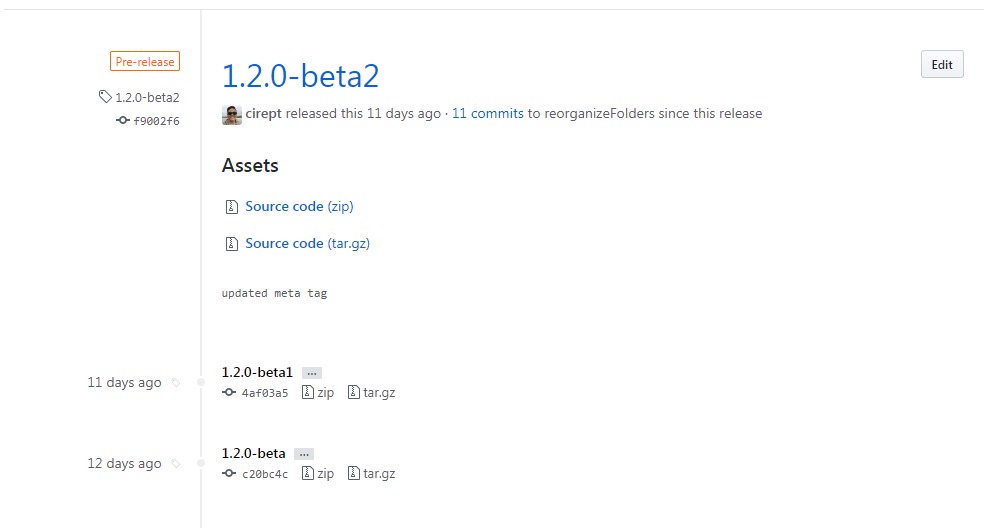 Pre-release
1.2.0-beta2
f9002f6
1.2.0-beta2
Edit
cirept released this 11 days ago · 11 commits to reorganizeFolders since this release
Assets
Source code (zip)
Source code (tar.gz)
updated meta tag
11 days ago
1.2.0-beta1 ...
4af03a5 zip tar.gz
12 days ago
1.2.0-beta ...
c20bc4c zip tar.gz